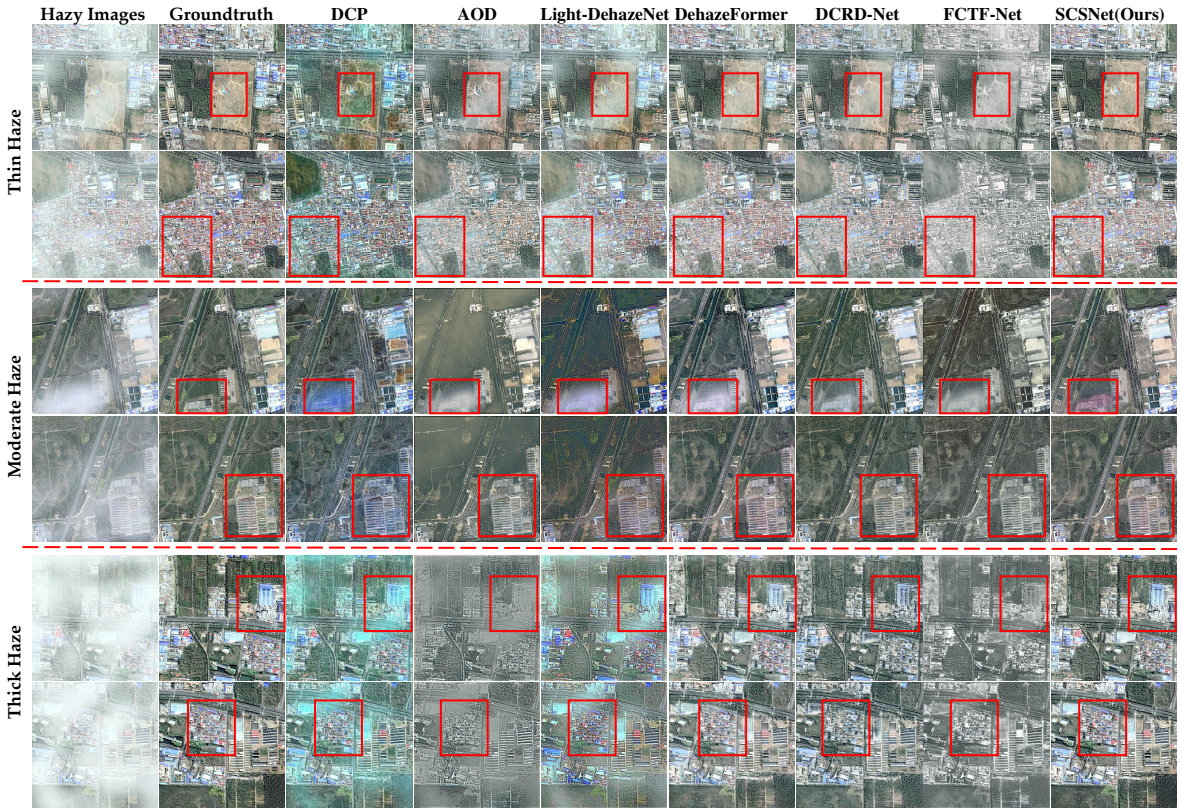 Hazy Images Groundtruth DCP AOD Light-DehazeNet DehazeFormer DCRD-Net FCTF-Net SCSNet(Ours)
Thin Haze
Moderate Haze
Thick Haze